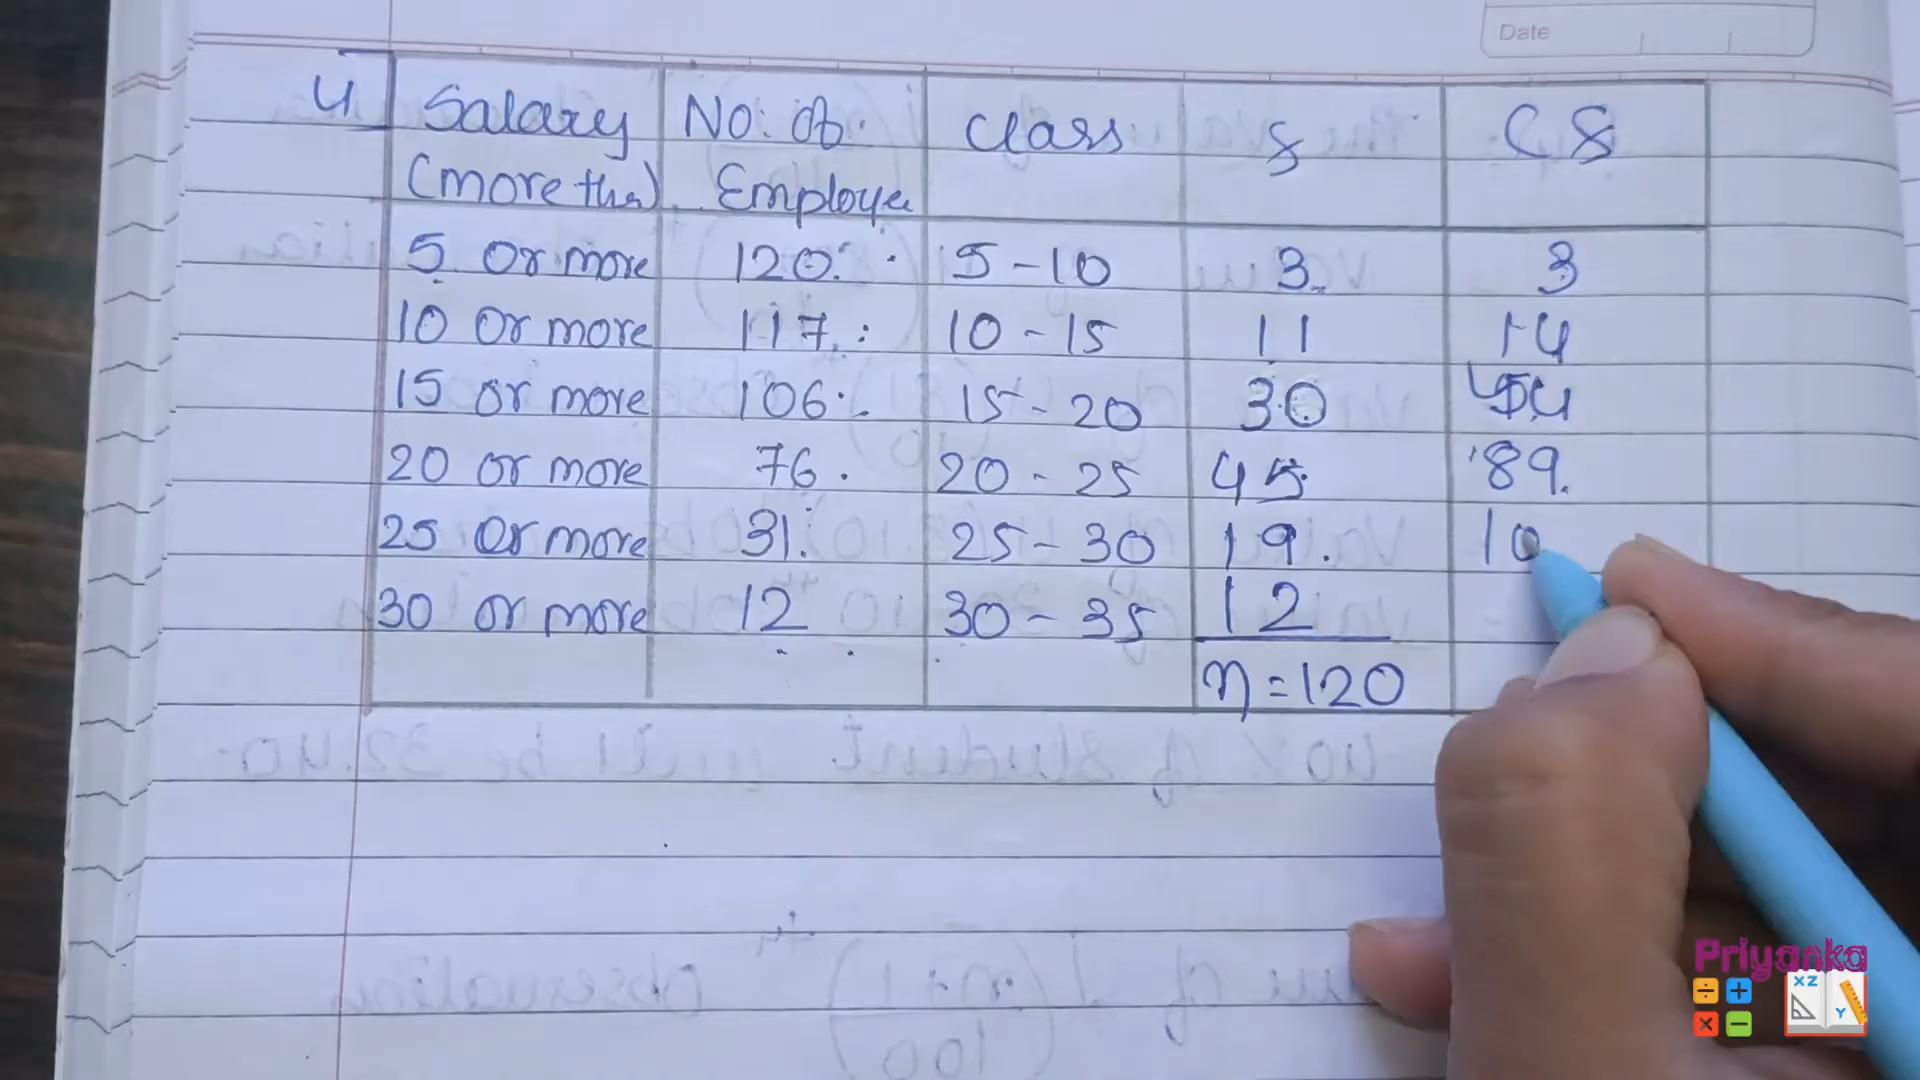 Date
4] Salary No: of. Class f C f
(more tha) Employee
5 or more 120. 5-10 3 3
10 or more 117. 10-15 11 14
15 or more 106. 15-20 30
20 or more 76. 20-25 45 89.
25 or more 31. 25-30 19. 10
30 or more 12 30-35 12
n=120
Priyanka
÷ + XZ
× − Y